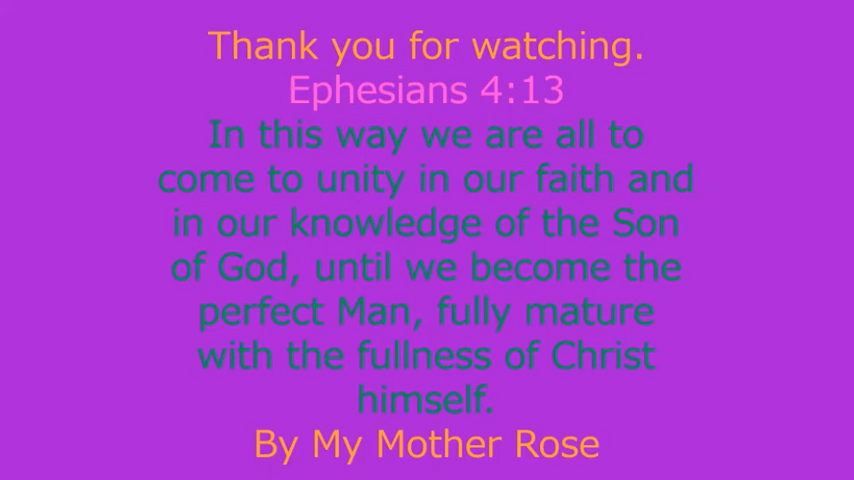 Thank you for watching.
Ephesians 4:13
In this way we are all to
come to unity in our faith and
in our knowledge of the Son
of God, until we become the
perfect Man, fully mature
with the fullness of Christ
himself.
By My Mother Rose